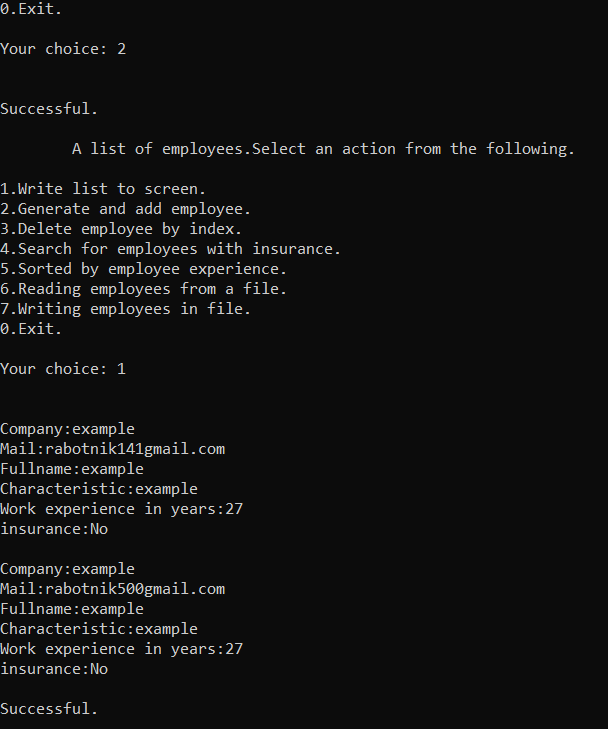 0.Exit.
Your choice: 2
Successful.
A list of employees.Select an action from the following.
1.Write list to screen.
2.Generate and add employee.
3.Delete employee by index.
4.Search for employees with insurance.
5.Sorted by employee experience.
6.Reading employees from a file.
7.Writing employees in file.
0.Exit.
Your choice: 1
Company:example
Mail:rabotnik141gmail.com
Fullname:example
Characteristic:example
Work experience in years:27
insurance:No
Company:example
Mail:rabotnik500gmail.com
Fullname:example
Characteristic:example
Work experience in years:27
insurance:No
Successful.